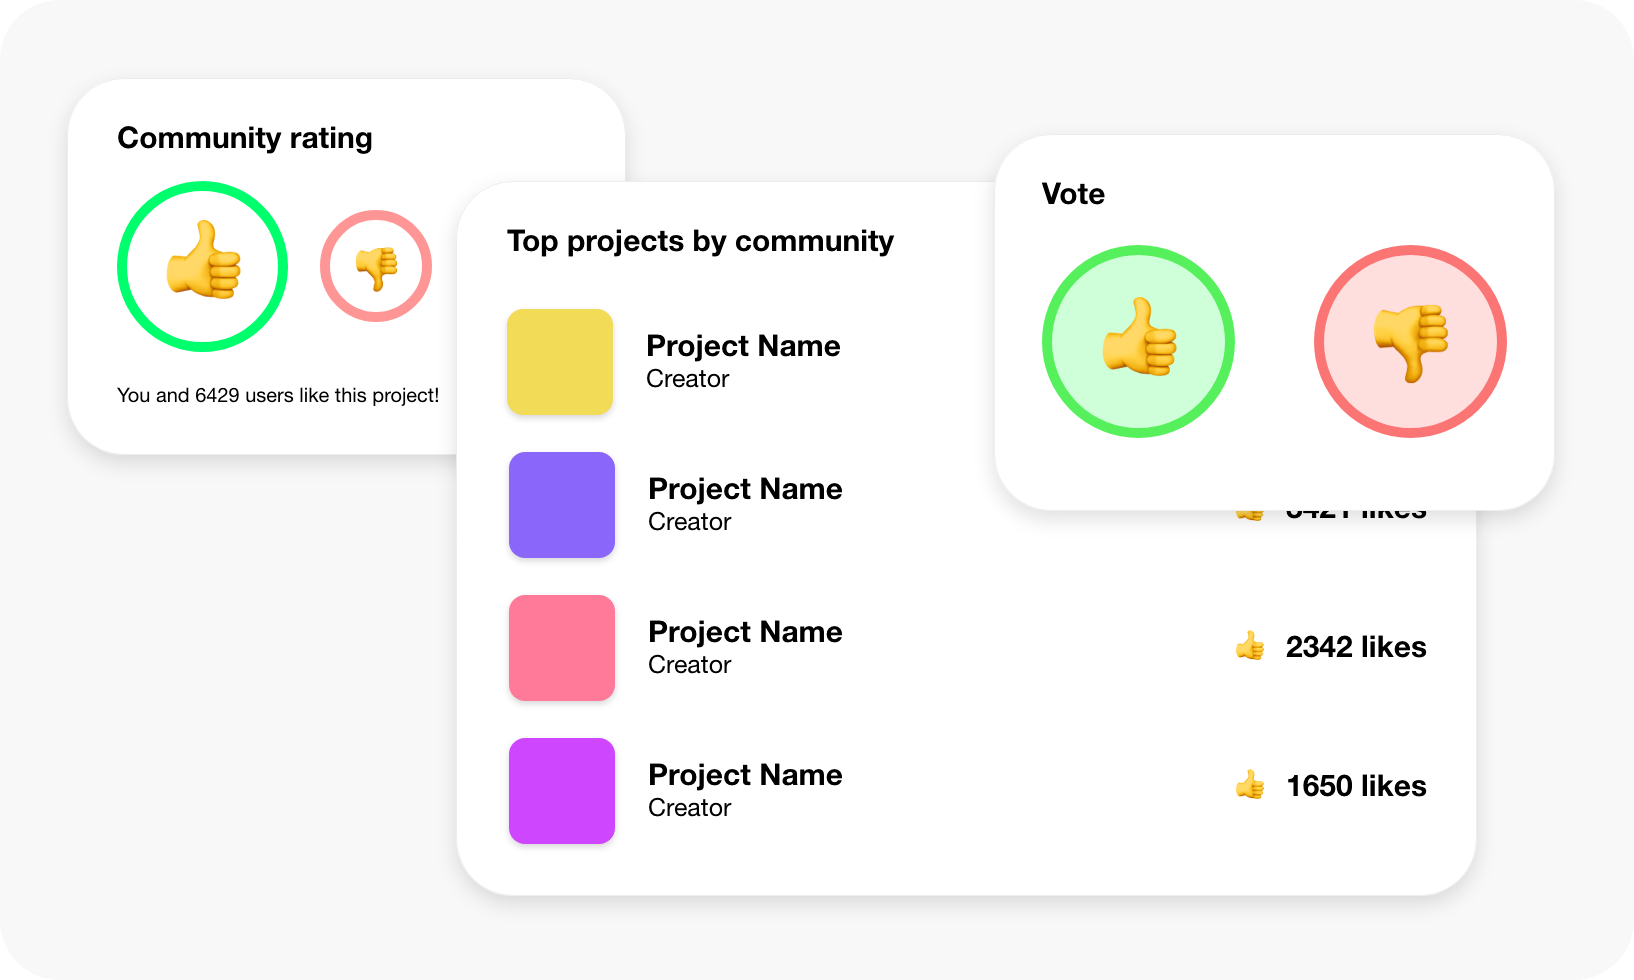 Community rating
You and 6429 users like this project!
Top projects by community
Project Name
Creator
Project Name
Creator
likes
Project Name
Creator
2342 likes
Project Name
Creator
1650 likes
Vote